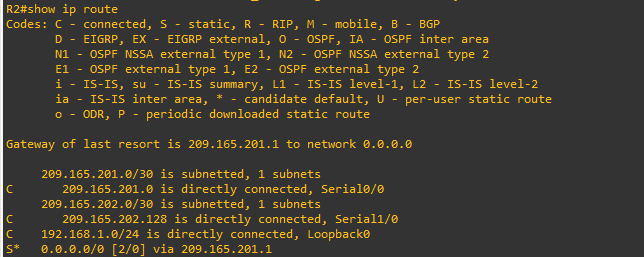 R2#show ip route
Codes: C - connected, S - static, R - RIP, M - mobile, B - BGP
       D - EIGRP, EX - EIGRP external, O - OSPF, IA - OSPF inter area
       N1 - OSPF NSSA external type 1, N2 - OSPF NSSA external type 2
       E1 - OSPF external type 1, E2 - OSPF external type 2
       i - IS-IS, su - IS-IS summary, L1 - IS-IS level-1, L2 - IS-IS level-2
       ia - IS-IS inter area, * - candidate default, U - per-user static route
       o - ODR, P - periodic downloaded static route
Gateway of last resort is 209.165.201.1 to network 0.0.0.0
     209.165.201.0/30 is subnetted, 1 subnets
C       209.165.201.0 is directly connected, Serial0/0
     209.165.202.0/30 is subnetted, 1 subnets
C       209.165.202.128 is directly connected, Serial1/0
C    192.168.1.0/24 is directly connected, Loopback0
S*   0.0.0.0/0 [2/0] via 209.165.201.1